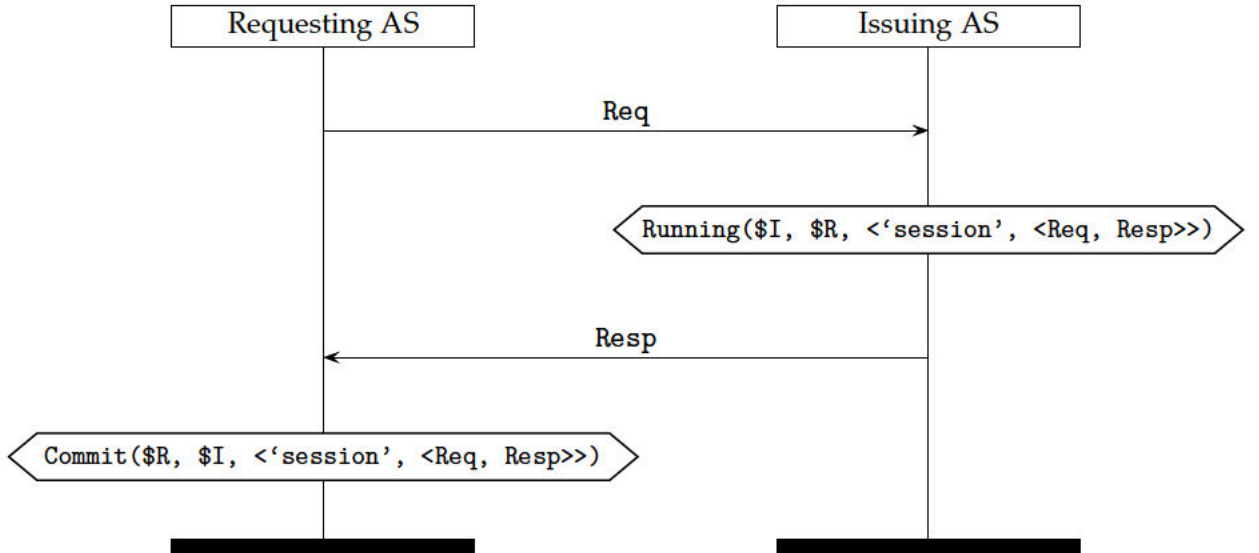 Requesting AS
Issuing AS
Req
Running($I, $R, <‘session’, <Req, Resp>>)
Resp
Commit($R, $I, <‘session’, <Req, Resp>>)